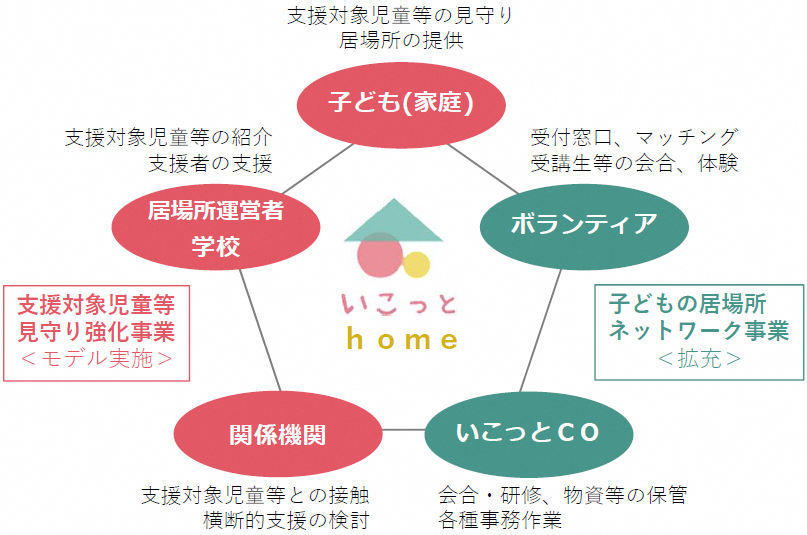 支援対象児童等の見守り
居場所の提供
子ども(家庭)
支援対象児童等の紹介
支援者の支援
受付窓口、マッチング
受講生等の会合、体験
居場所運営者
学校
ボランティア
いこっと
home
支援対象児童等
見守り強化事業
＜モデル実施＞
子どもの居場所
ネットワーク事業
＜拡充＞
関係機関
いこっとＣＯ
支援対象児童等との接触
横断的支援の検討
会合・研修、物資等の保管
各種事務作業